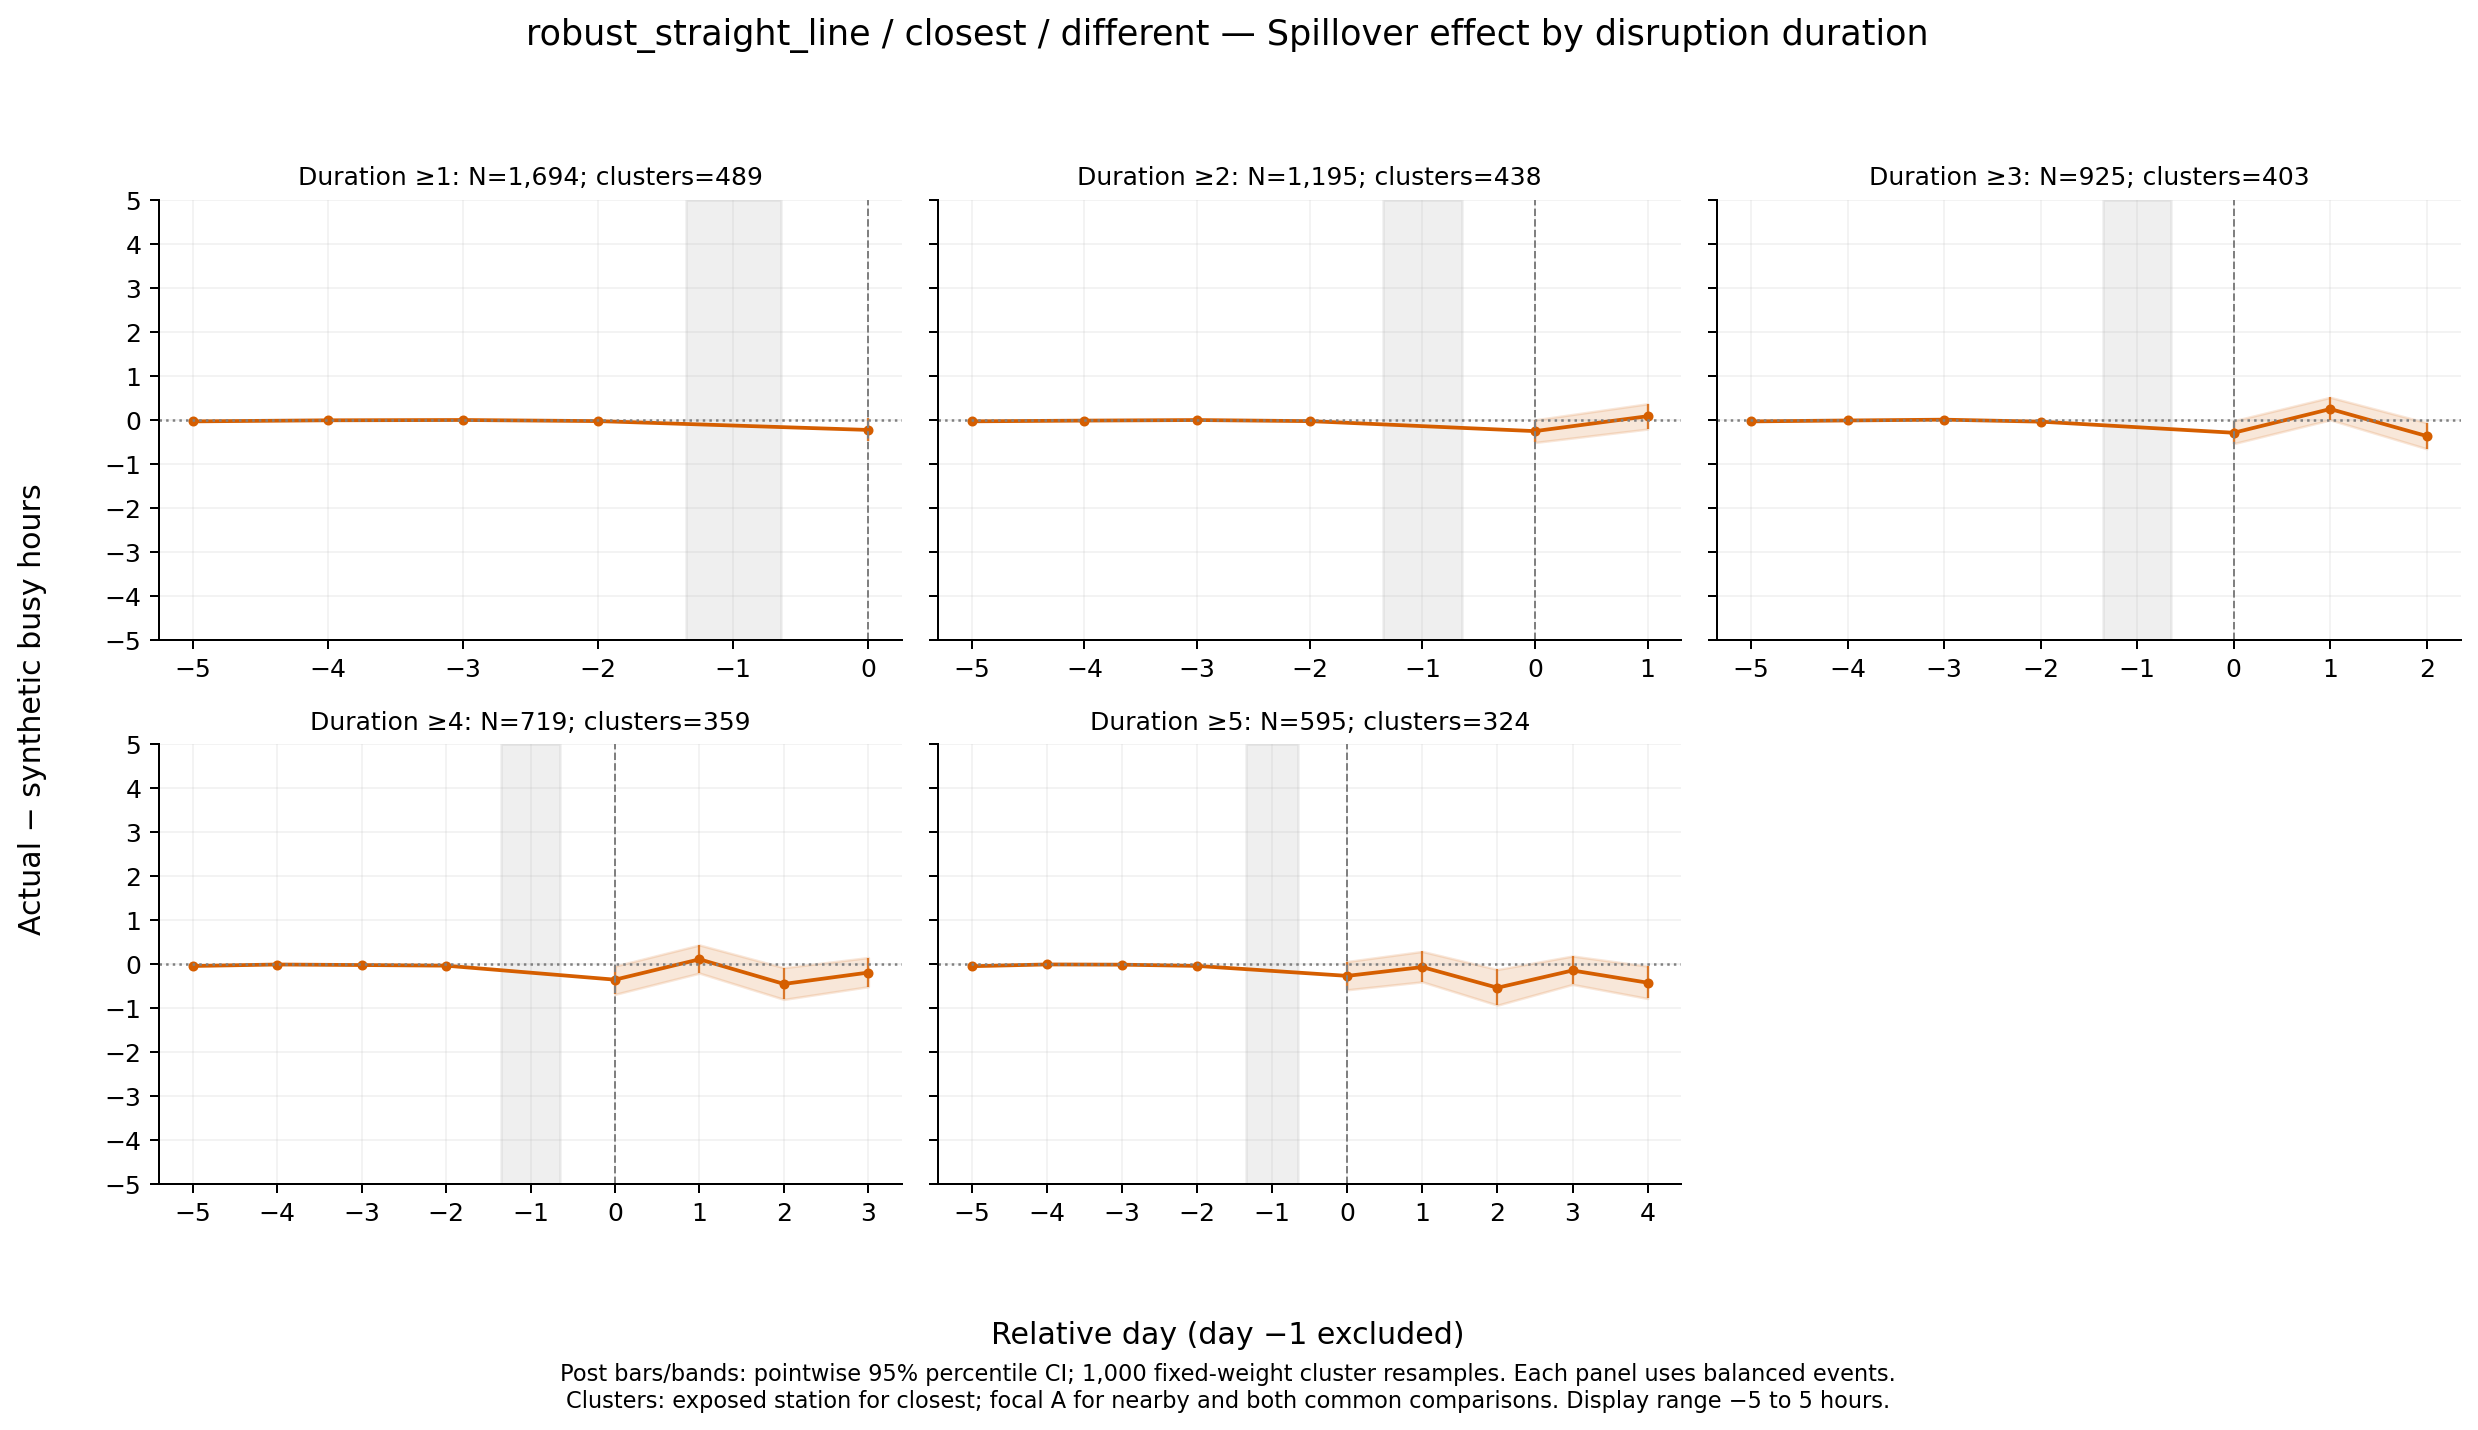 robust_straight_line / closest / different — Spillover effect by disruption duration
Duration ≥1: N=1,694; clusters=489
Duration ≥2: N=1,195; clusters=438
Duration ≥3: N=925; clusters=403
5
4
3
2
1
0
−1
−2
−3
−4
−5
−5 −4 −3 −2 −1 0
−5 −4 −3 −2 −1 0 1
−5 −4 −3 −2 −1 0 1 2
Actual − synthetic busy hours
Duration ≥4: N=719; clusters=359
Duration ≥5: N=595; clusters=324
5
4
3
2
1
0
−1
−2
−3
−4
−5
−5 −4 −3 −2 −1 0 1 2 3
−5 −4 −3 −2 −1 0 1 2 3 4
Relative day (day −1 excluded)
Post bars/bands: pointwise 95% percentile CI; 1,000 fixed-weight cluster resamples. Each panel uses balanced events.
Clusters: exposed station for closest; focal A for nearby and both common comparisons. Display range −5 to 5 hours.